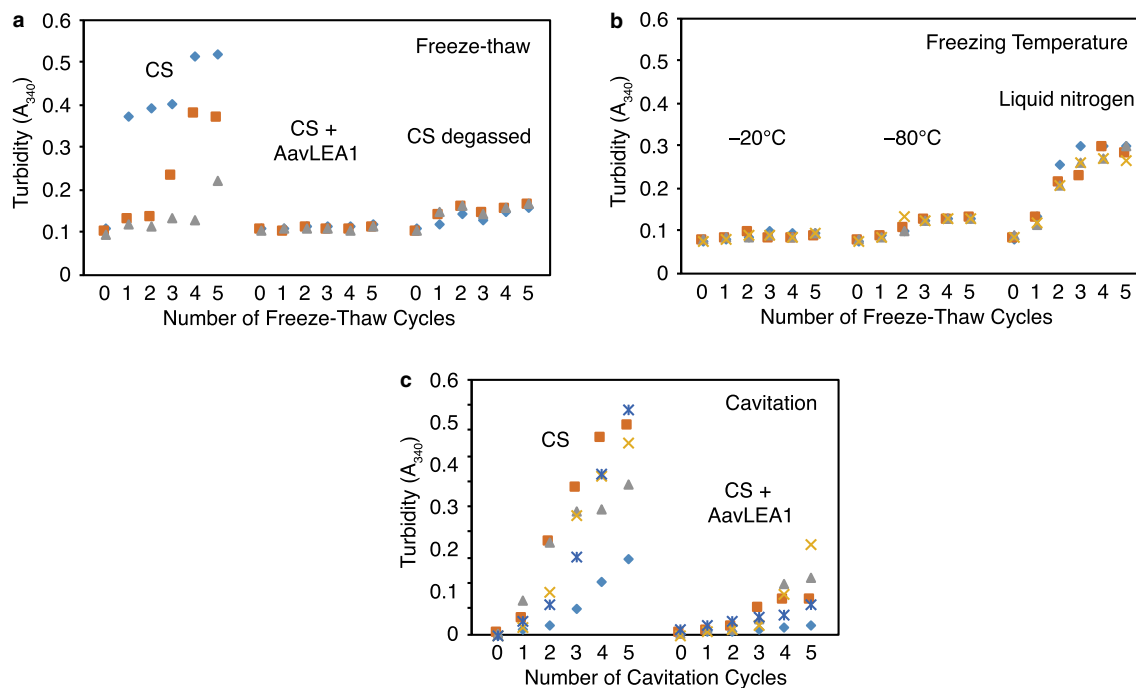 a
0.6
0.5
0.4
0.3
0.2
0.1
0
Turbidity (A340)
Freeze-thaw
CS
CS +
AavLEA1
CS degassed
0 1 2 3 4 5 0 1 2 3 4 5 0 1 2 3 4 5
Number of Freeze-Thaw Cycles
b
0.6
0.5
0.4
0.3
0.2
0.1
0
Turbidity (A340)
Freezing Temperature
Liquid nitrogen
–20°C
–80°C
0 1 2 3 4 5 0 1 2 3 4 5 0 1 2 3 4 5
Number of Freeze-Thaw Cycles
c
0.6
0.5
0.4
0.3
0.2
0.1
0
Turbidity (A340)
Cavitation
CS
CS +
AavLEA1
0 1 2 3 4 5 0 1 2 3 4 5
Number of Cavitation Cycles